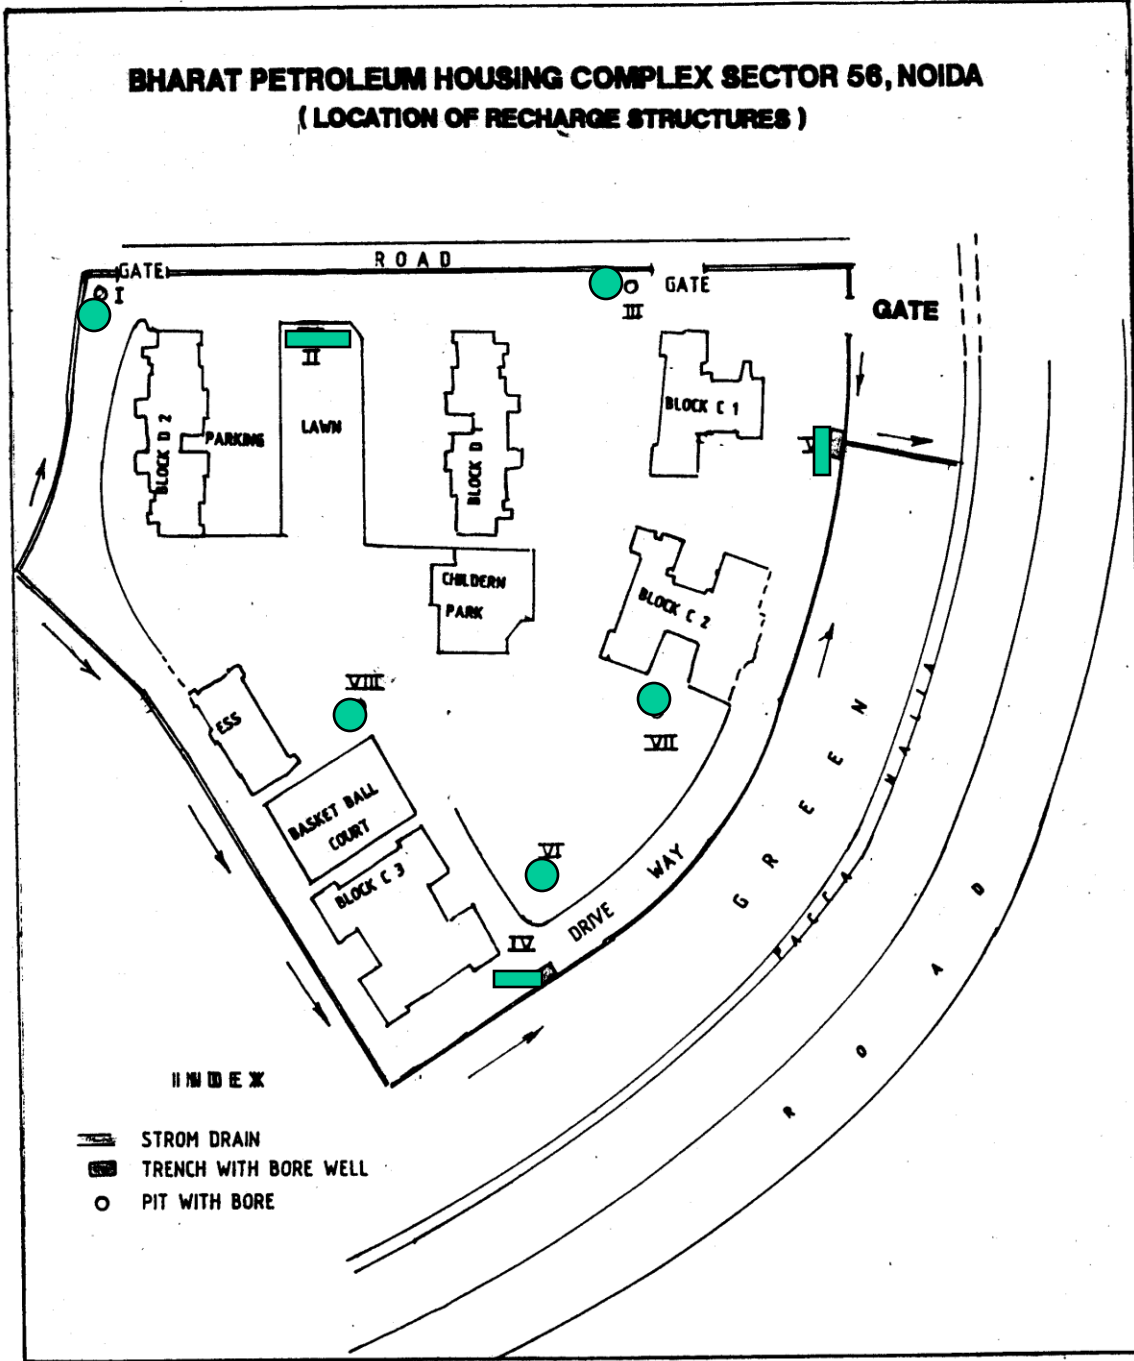 BHARAT PETROLEUM HOUSING COMPLEX SECTOR 56, NOIDA
( LOCATION OF RECHARGE STRUCTURES )
ROAD
GATE
I
GATE
III
GATE
II
BLOCK D 2
PARKING
LAWN
BLOCK D 1
BLOCK C 1
V
CHILDERN
PARK
BLOCK C 2
VIII
VII
ESS
BASKET BALL
COURT
BLOCK C 3
VI
IV
DRIVE WAY
GREEN
PACCA NALLA
ROAD
INDEX
STROM DRAIN
TRENCH WITH BORE WELL
PIT WITH BORE